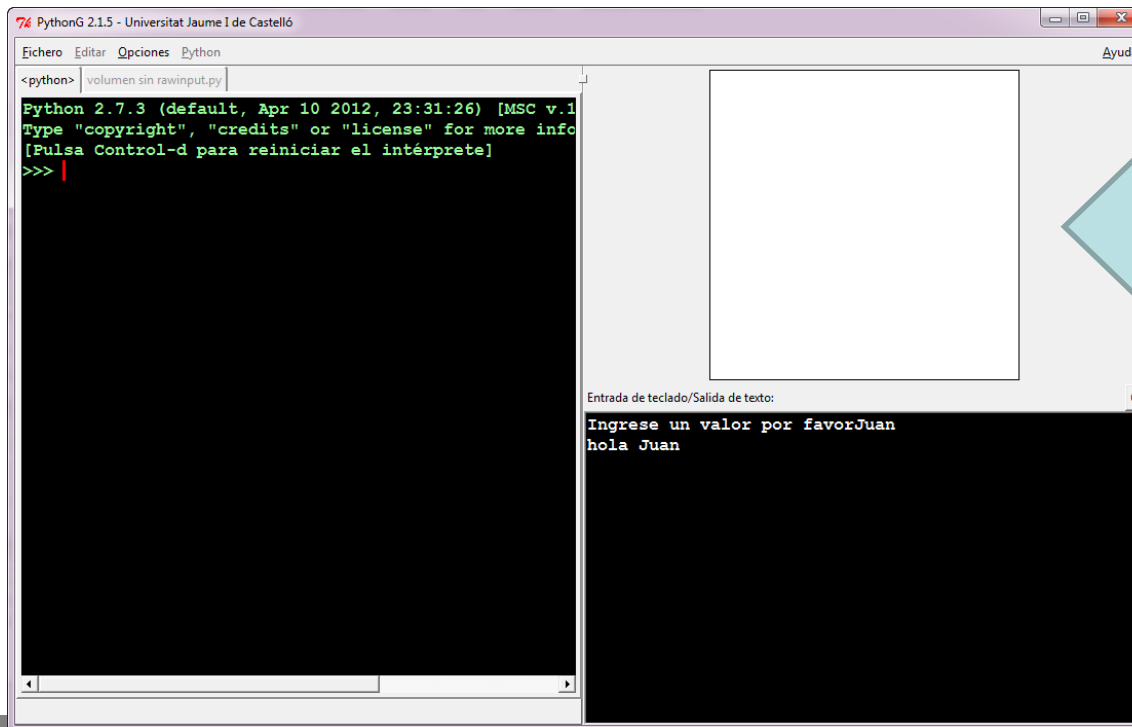 PythonG 2.1.5 - Universitat Jaume I de Castelló
Fichero Editar Opciones Python
Ayud
<python> volumen sin rawinput.py
Python 2.7.3 (default, Apr 10 2012, 23:31:26) [MSC v.1
Type "copyright", "credits" or "license" for more info
[Pulsa Control-d para reiniciar el intérprete]
>>>
Entrada de teclado/Salida de texto:
Ingrese un valor por favorJuan
hola Juan